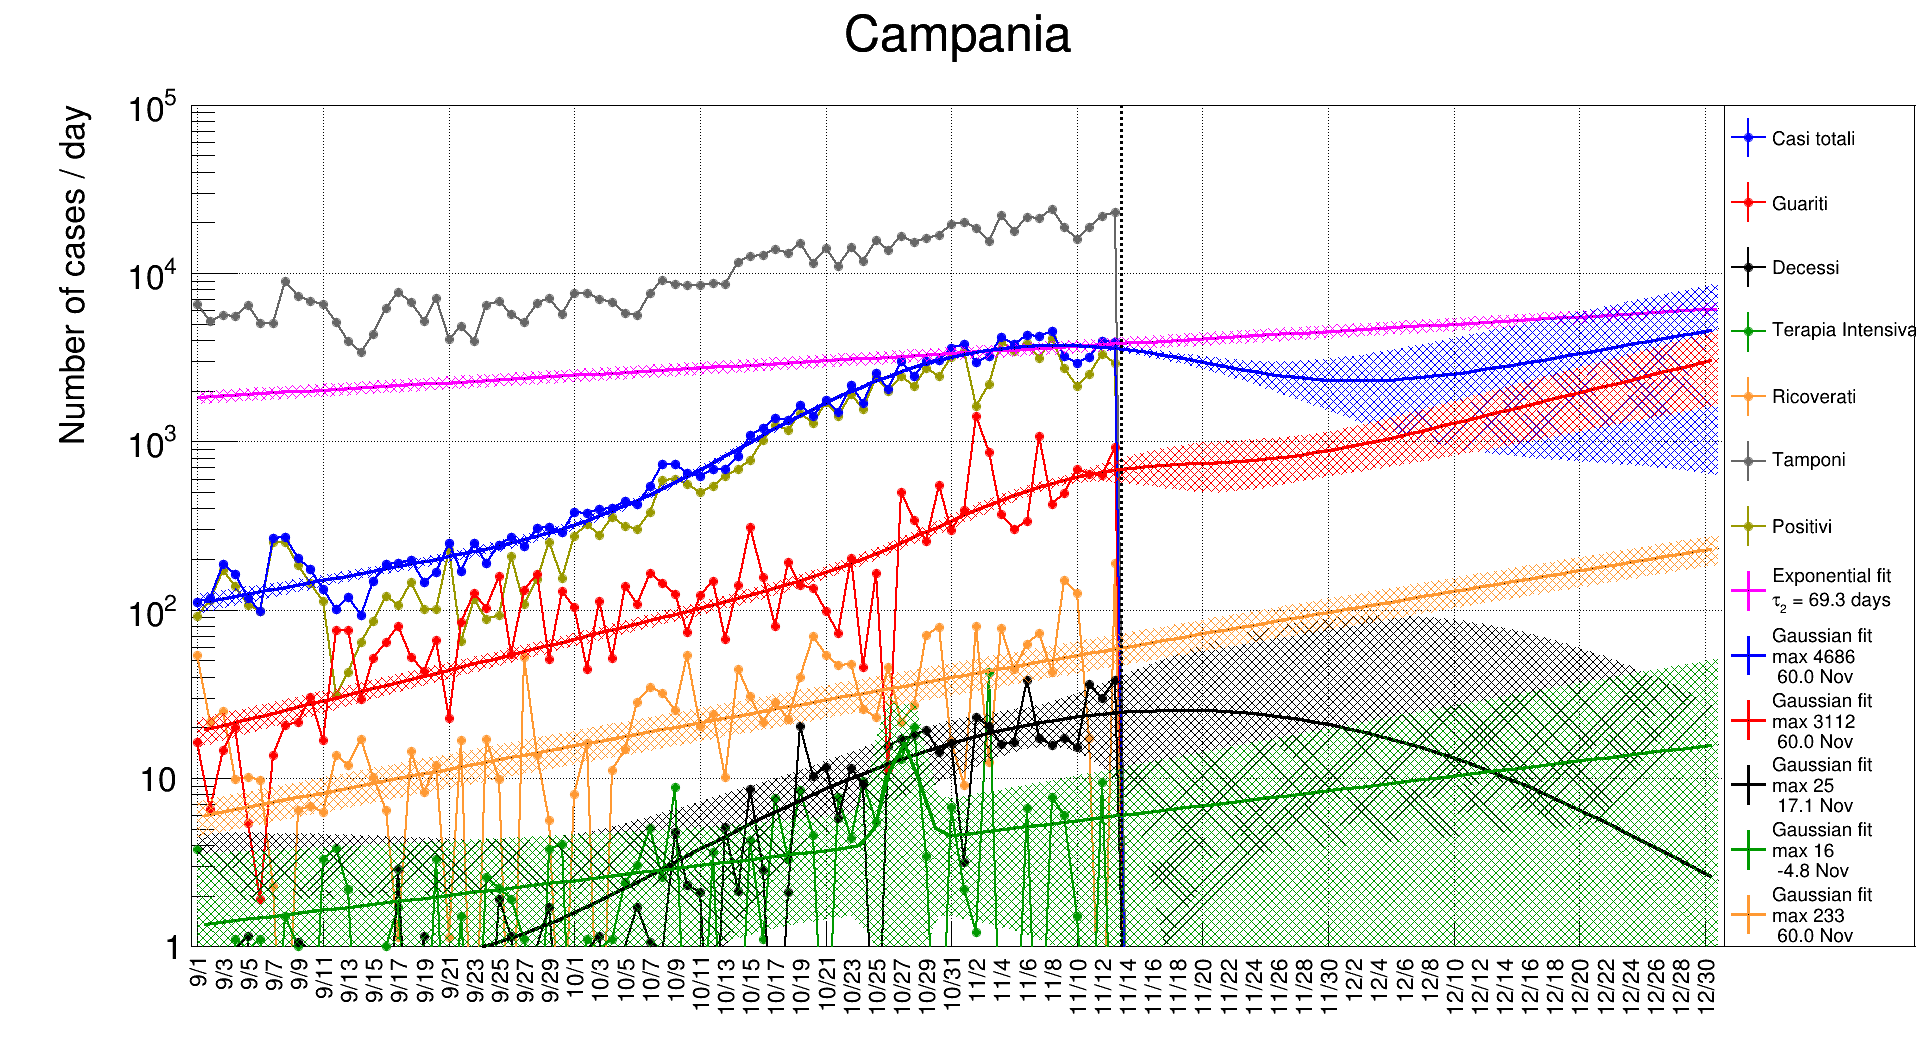 Campania
Number of cases / day
10^5
10^4
10^3
10^2
10
1
9/1
9/3
9/5
9/7
9/9
9/11
9/13
9/15
9/17
9/19
9/21
9/23
9/25
9/27
9/29
10/1
10/3
10/5
10/7
10/9
10/11
10/13
10/15
10/17
10/19
10/21
10/23
10/25
10/27
10/29
10/31
11/2
11/4
11/6
11/8
11/10
11/12
11/14
11/16
11/18
11/20
11/22
11/24
11/26
11/28
11/30
12/2
12/4
12/6
12/8
12/10
12/12
12/14
12/16
12/18
12/20
12/22
12/24
12/26
12/28
12/30
Casi totali
Guariti
Decessi
Terapia Intensiva
Ricoverati
Tamponi
Positivi
Exponential fit
τ_2 = 69.3 days
Gaussian fit
max 4686
60.0 Nov
Gaussian fit
max 3112
60.0 Nov
Gaussian fit
max 25
17.1 Nov
Gaussian fit
max 16
-4.8 Nov
Gaussian fit
max 233
60.0 Nov